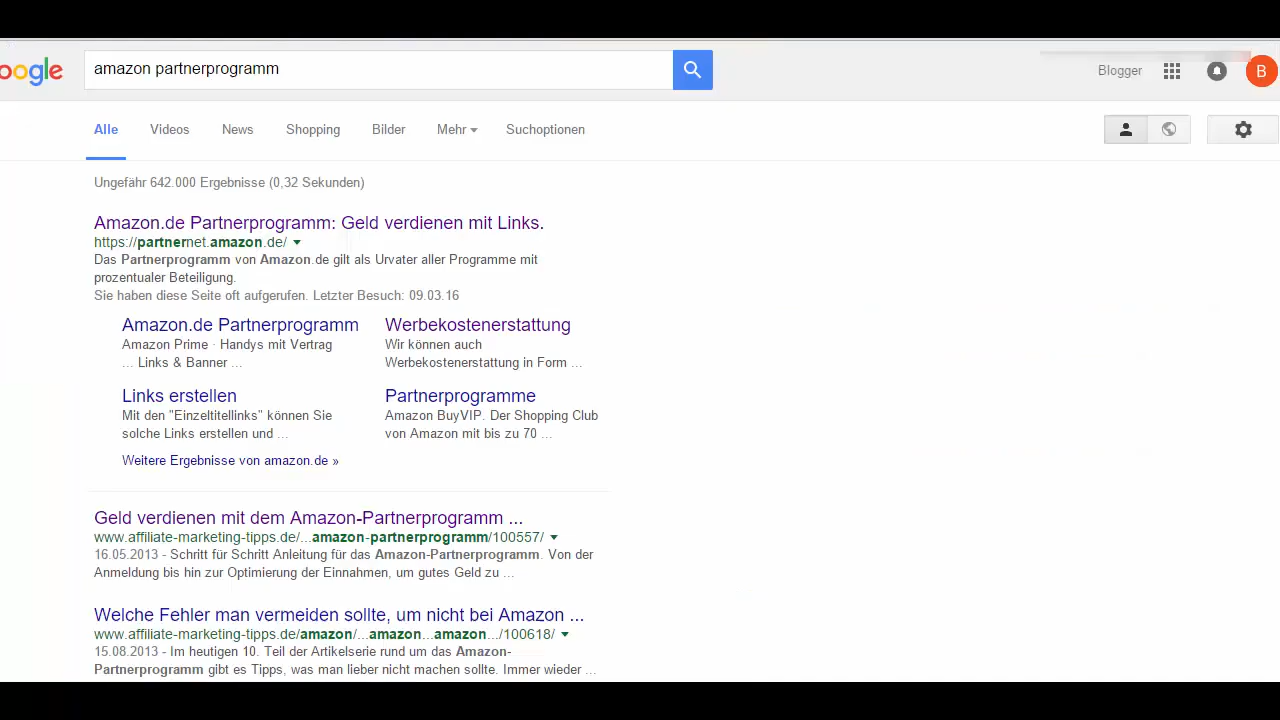 oogle
amazon partnerprogramm
Blogger
B
Alle Videos News Shopping Bilder Mehr Suchoptionen
Ungefähr 642.000 Ergebnisse (0,32 Sekunden)
Amazon.de Partnerprogramm: Geld verdienen mit Links.
https://partnernet.amazon.de/
Das Partnerprogramm von Amazon.de gilt als Urvater aller Programme mit
prozentualer Beteiligung.
Sie haben diese Seite oft aufgerufen. Letzter Besuch: 09.03.16
Amazon.de Partnerprogramm
Amazon Prime · Handys mit Vertrag
... Links & Banner ...
Werbekostenerstattung
Wir können auch
Werbekostenerstattung in Form ...
Links erstellen
Mit den "Einzeltitellinks" können Sie
solche Links erstellen und ...
Partnerprogramme
Amazon BuyVIP. Der Shopping Club
von Amazon mit bis zu 70 ...
Weitere Ergebnisse von amazon.de »
Geld verdienen mit dem Amazon-Partnerprogramm ...
www.affiliate-marketing-tipps.de/...amazon-partnerprogramm/100557/
16.05.2013 - Schritt für Schritt Anleitung für das Amazon-Partnerprogramm. Von der
Anmeldung bis hin zur Optimierung der Einnahmen, um gutes Geld zu ...
Welche Fehler man vermeiden sollte, um nicht bei Amazon ...
www.affiliate-marketing-tipps.de/amazon/...amazon...amazon.../100618/
15.08.2013 - Im heutigen 10. Teil der Artikelserie rund um das Amazon-
Partnerprogramm gibt es Tipps, was man lieber nicht machen sollte. Immer wieder ...